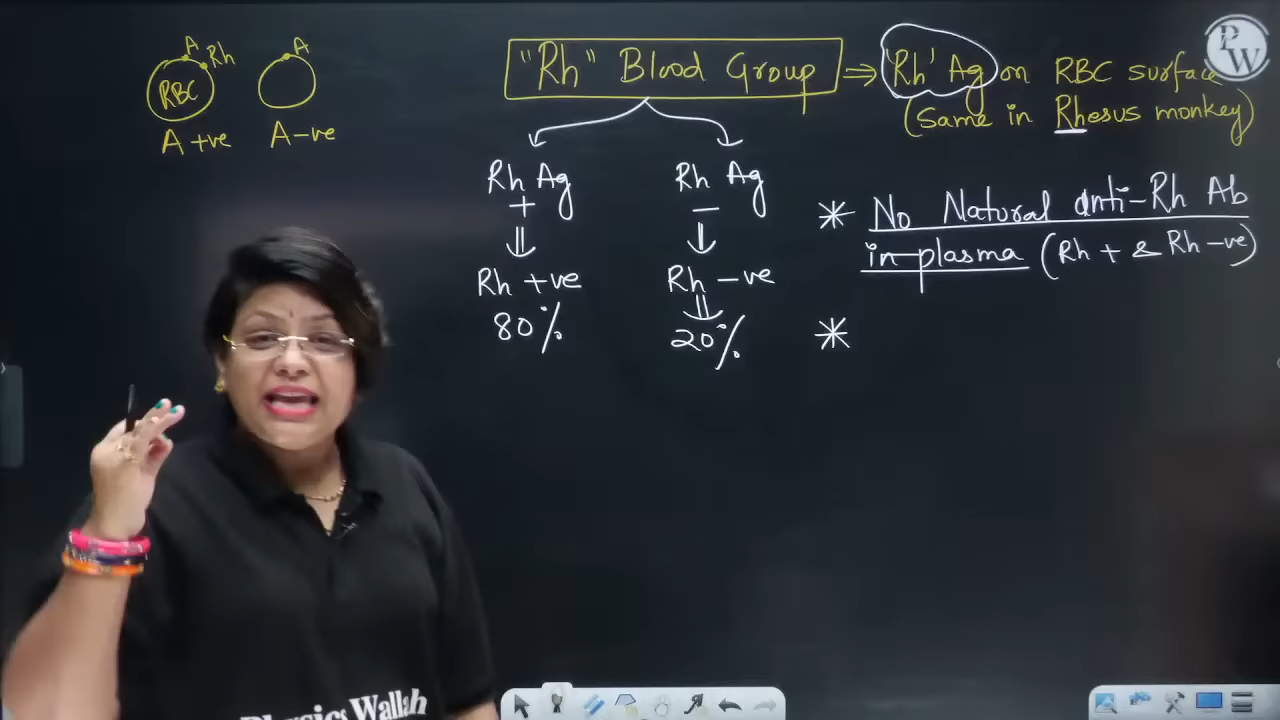 A
Rh
RBC
A +ve
A
A -ve
"Rh" Blood Group ⇒ 'Rh' Ag on RBC surface
(Same in Rhesus monkey)
Rh Ag
+
⇓
Rh +ve
80%
Rh Ag
-
↓
Rh -ve
⇓
20%
* No Natural anti-Rh Ab
in plasma (Rh + & Rh -ve)
*
PW
Physics Wallah